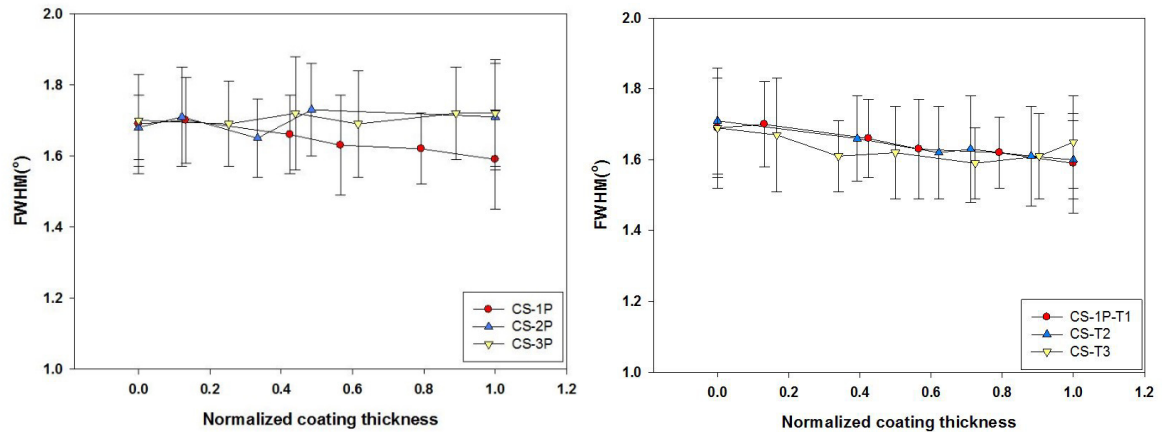 2.0
1.8
1.6
1.4
1.2
1.0
FWHM(°)
0.0 0.2 0.4 0.6 0.8 1.0 1.2
Normalized coating thickness
CS-1P
CS-2P
CS-3P
2.0
1.8
1.6
1.4
1.2
1.0
FWHM(°)
0.0 0.2 0.4 0.6 0.8 1.0 1.2
Normalized coating thickness
CS-1P-T1
CS-T2
CS-T3